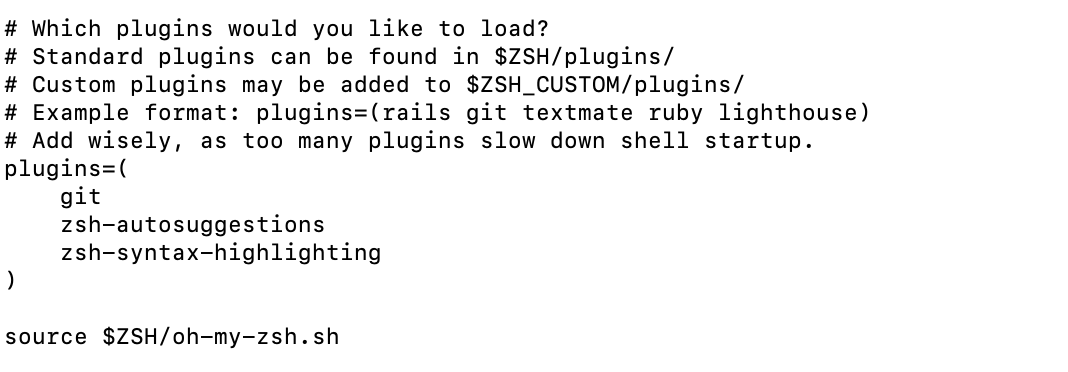 # Which plugins would you like to load?
# Standard plugins can be found in $ZSH/plugins/
# Custom plugins may be added to $ZSH_CUSTOM/plugins/
# Example format: plugins=(rails git textmate ruby lighthouse)
# Add wisely, as too many plugins slow down shell startup.
plugins=(
    git
    zsh-autosuggestions
    zsh-syntax-highlighting
)

source $ZSH/oh-my-zsh.sh